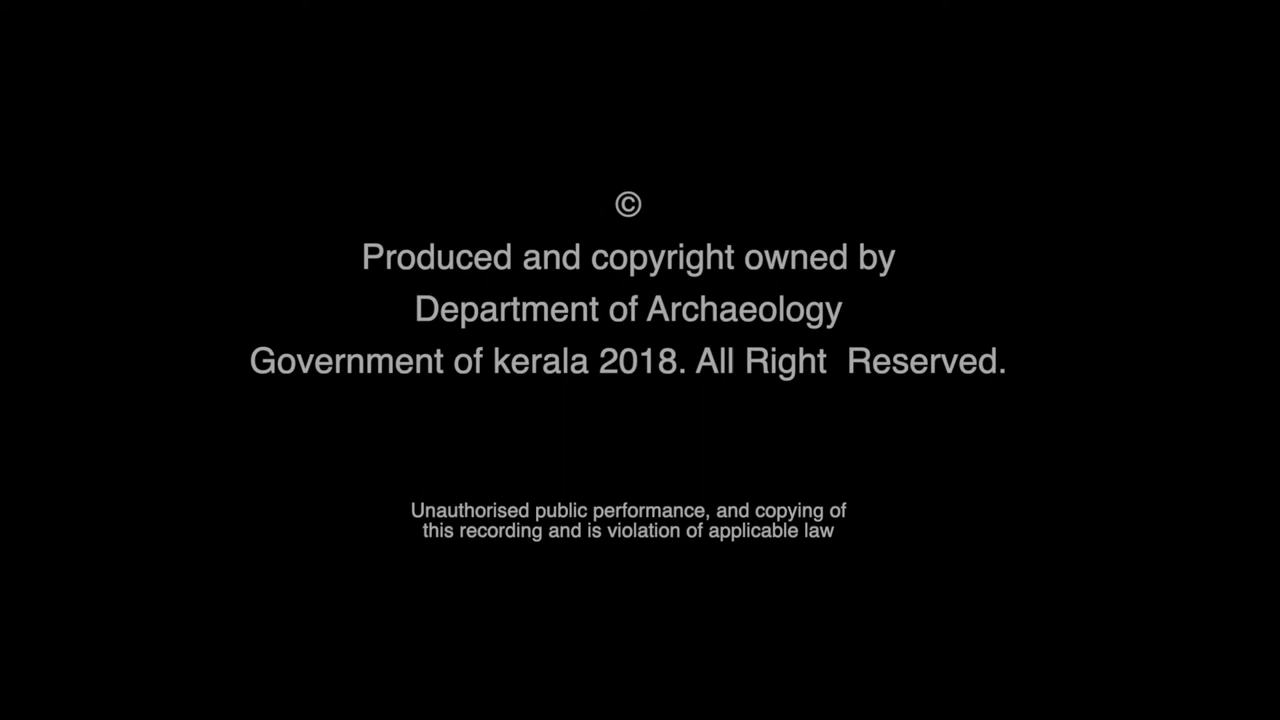 ©
Produced and copyright owned by
Department of Archaeology
Government of kerala 2018. All Right  Reserved.
Unauthorised public performance, and copying of
this recording and is violation of applicable law